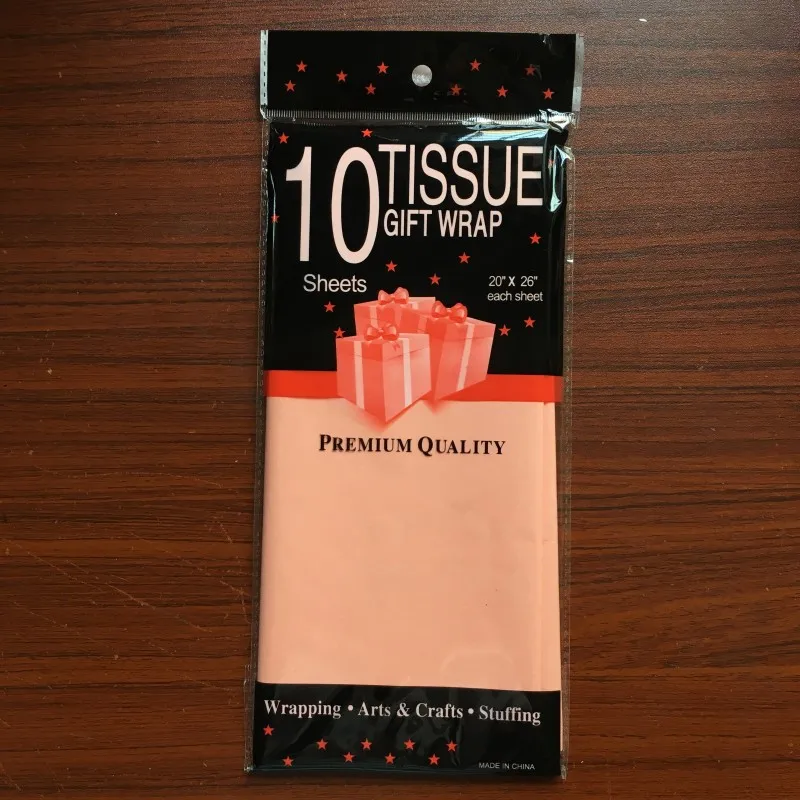 10 TISSUE
GIFT WRAP
Sheets
20" X 26"
each sheet
PREMIUM QUALITY
Wrapping • Arts & Crafts • Stuffing
MADE IN CHINA